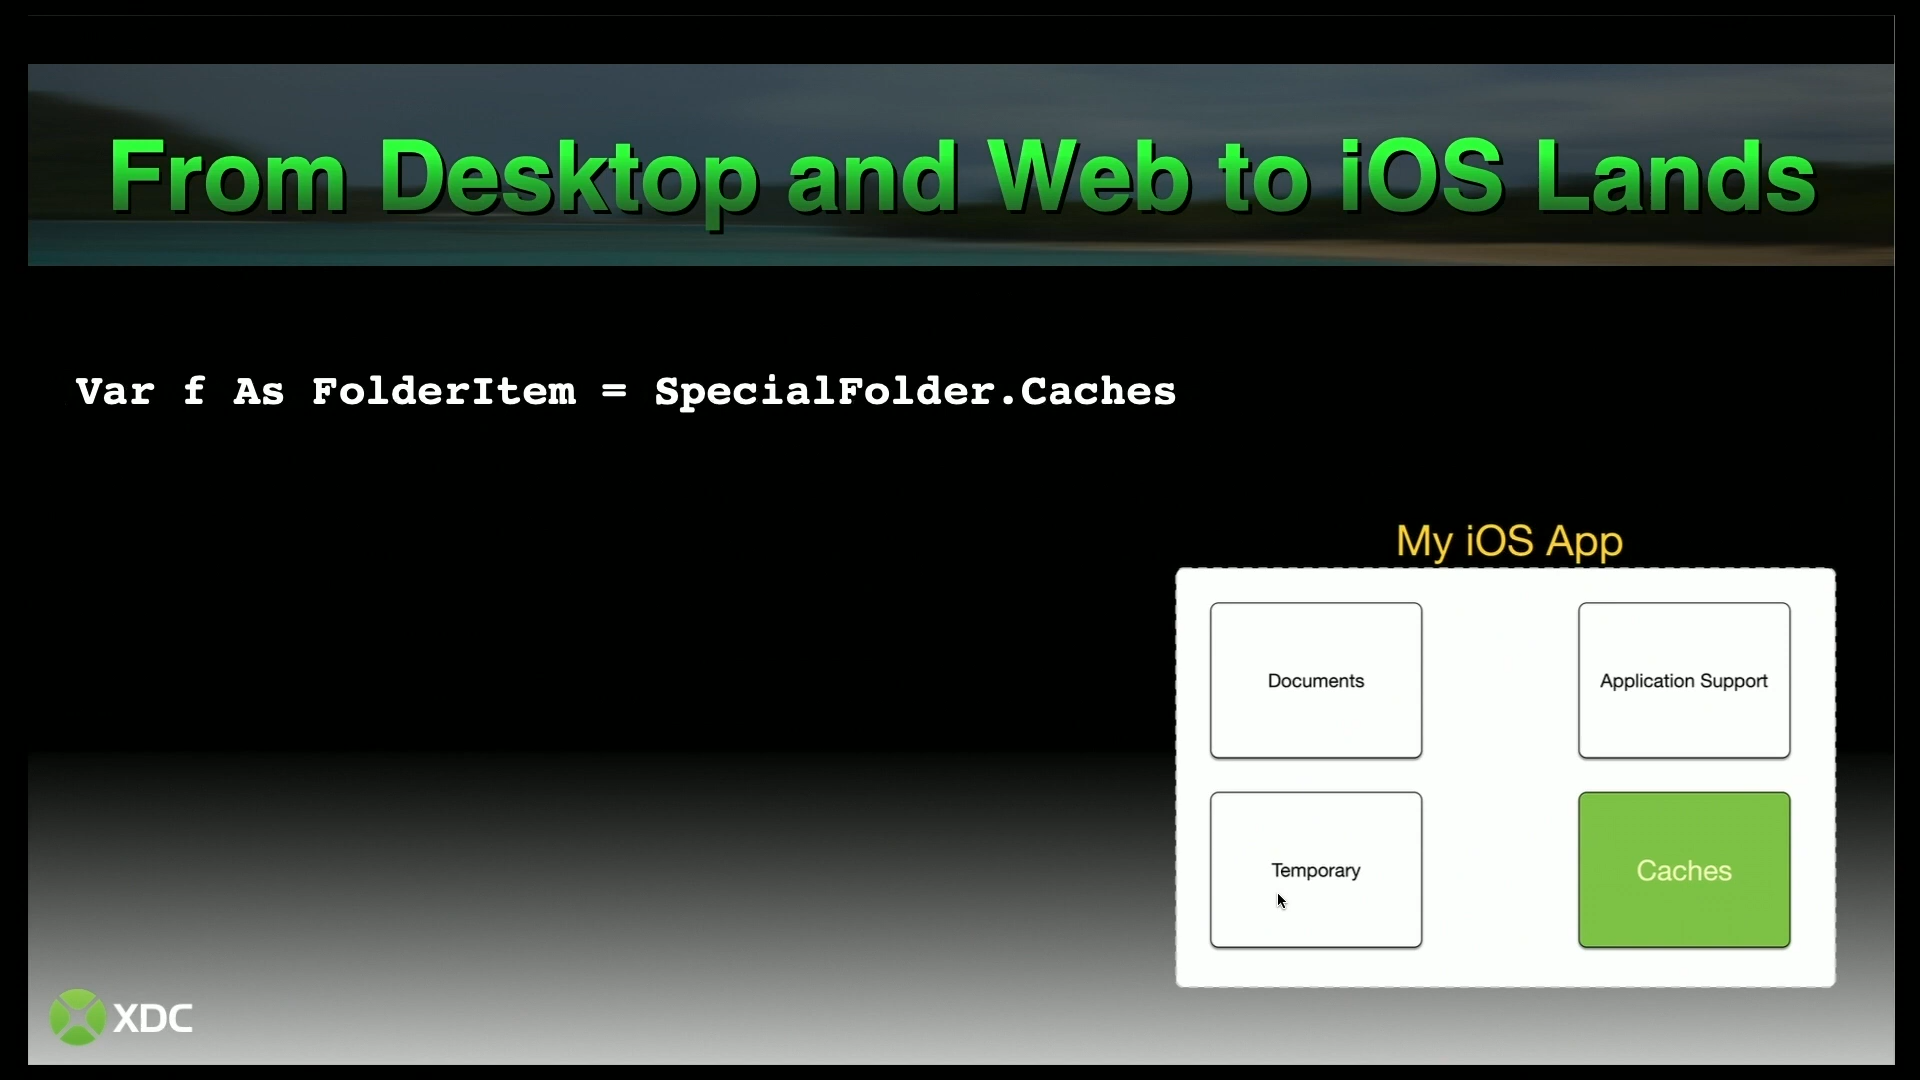 From Desktop and Web to iOS Lands
Var f As FolderItem = SpecialFolder.Caches
My iOS App
Documents
Application Support
Temporary
Caches
XDC